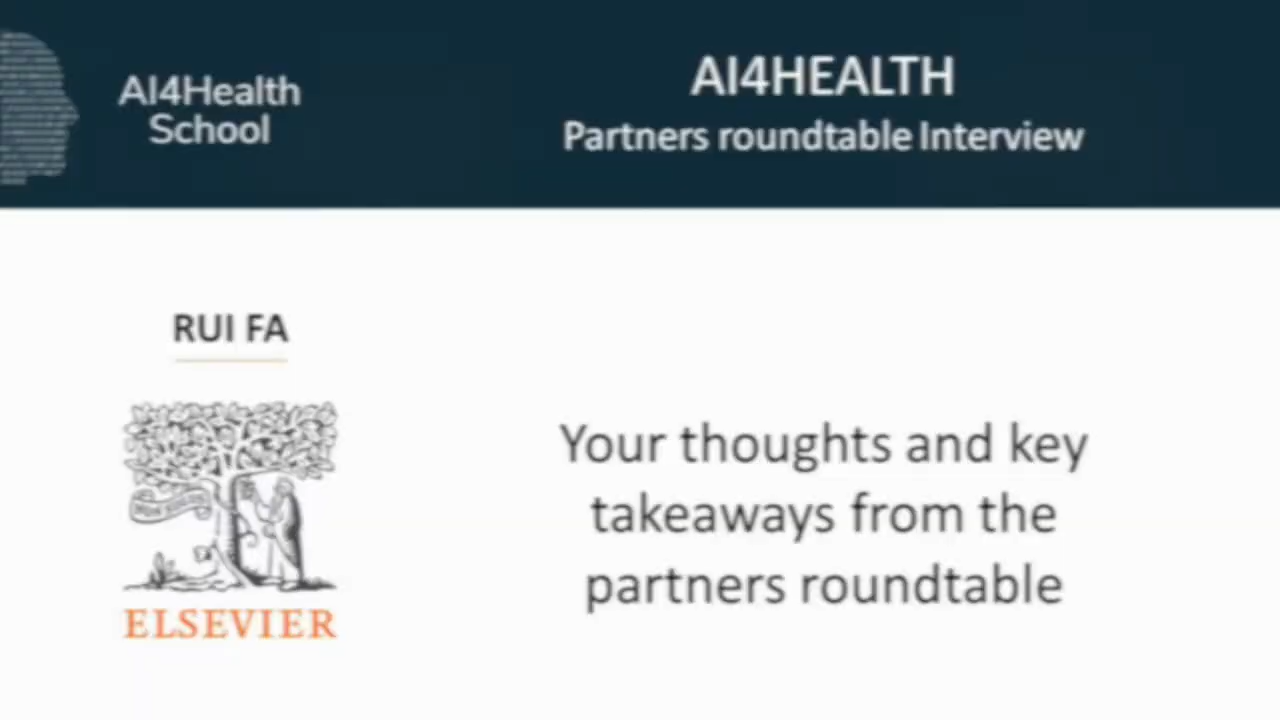 AI4Health
School
AI4HEALTH
Partners roundtable Interview
RUI FA
ELSEVIER
Your thoughts and key
takeaways from the
partners roundtable